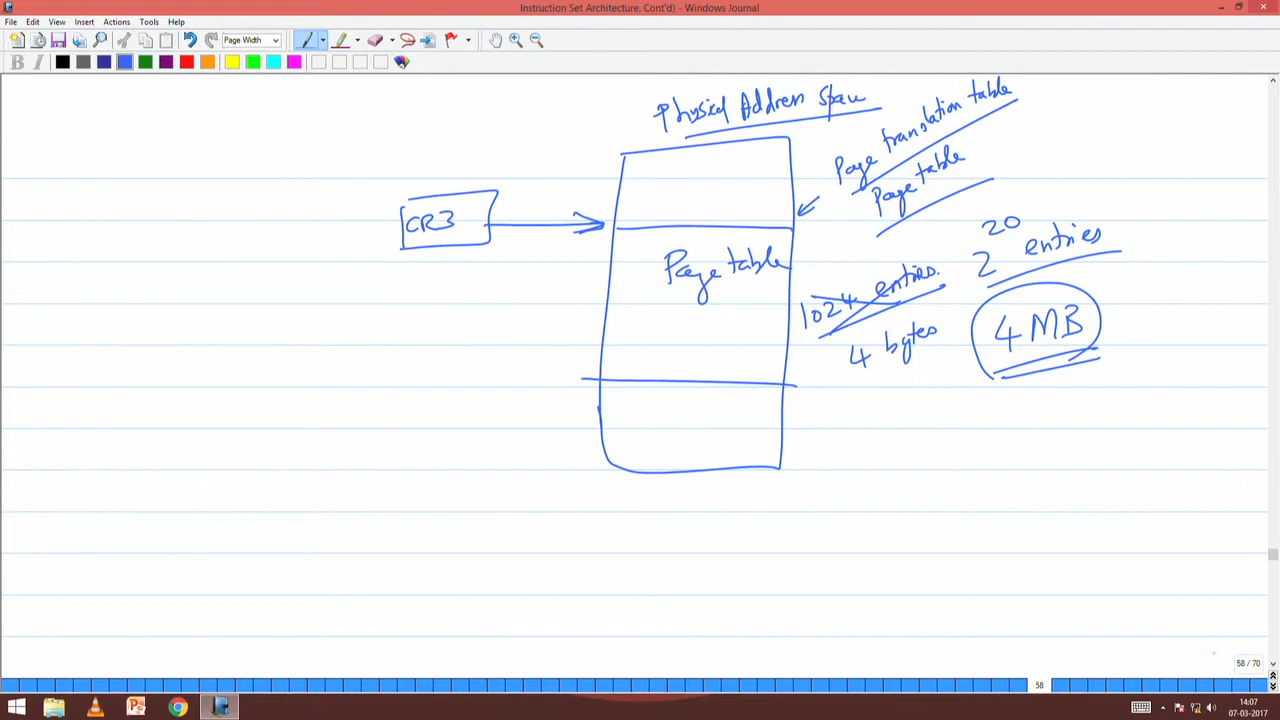 Instruction Set Architecture. Cont'd) - Windows Journal
File Edit View Insert Actions Tools Help
Page Width
B I
Physical Address Space
Page translation table
Page table
CR3
Page table
1024 entries.
4 bytes
2^20 entries
4 MB
58 / 70
58
14:07
07-03-2017